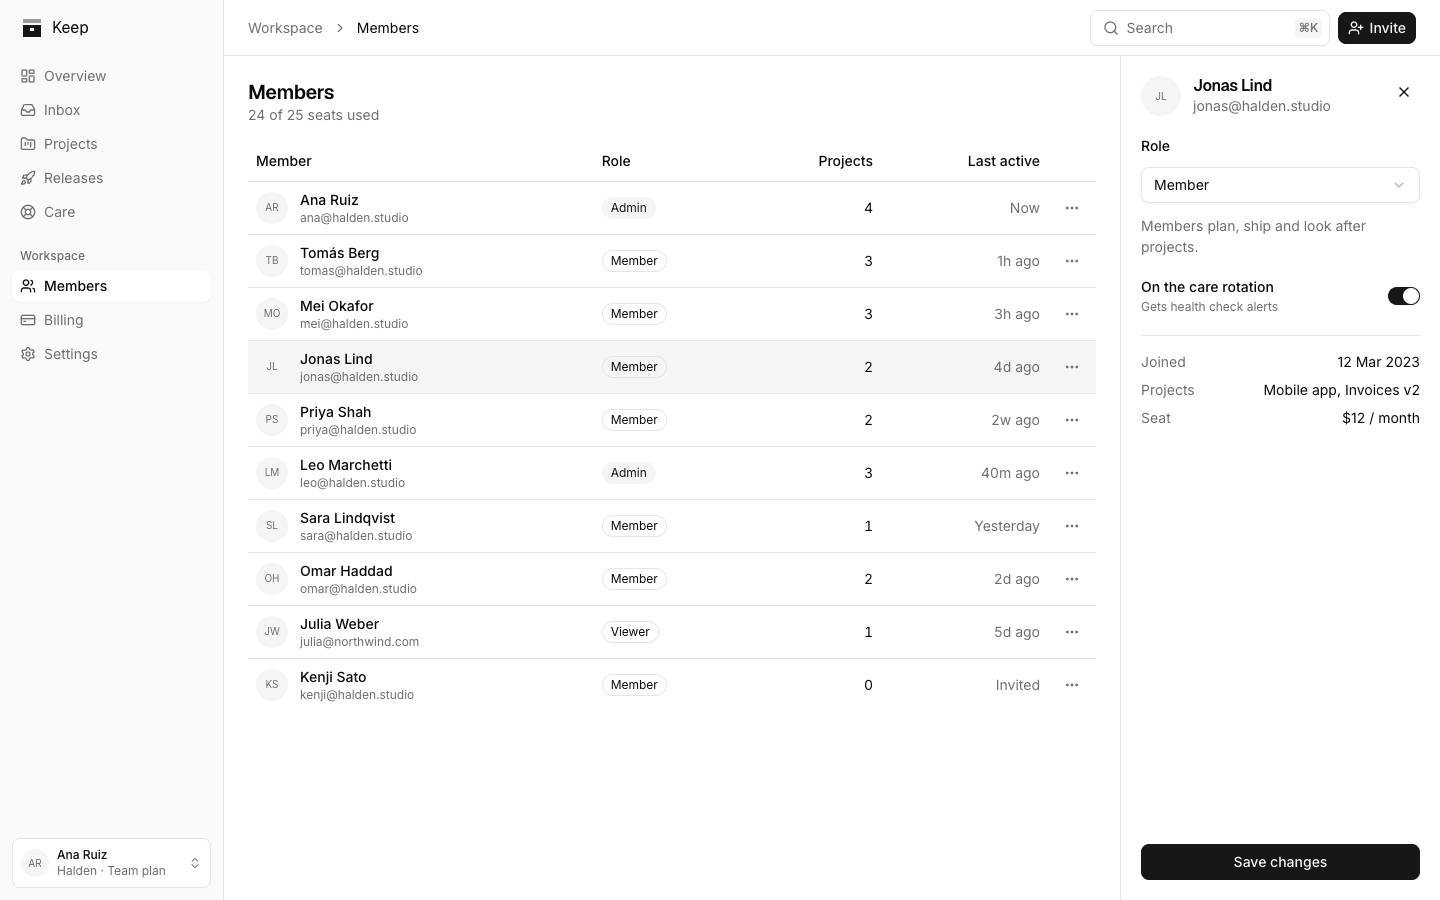 Keep
Overview
Inbox
Projects
Releases
Care
Workspace
Members
Billing
Settings
AR
Ana Ruiz
Halden · Team plan
Workspace > Members
Search ⌘K
Invite
Members
24 of 25 seats used
Member Role Projects Last active
AR Ana Ruiz Admin 4 Now
ana@halden.studio
TB Tomás Berg Member 3 1h ago
tomas@halden.studio
MO Mei Okafor Member 3 3h ago
mei@halden.studio
JL Jonas Lind Member 2 4d ago
jonas@halden.studio
PS Priya Shah Member 2 2w ago
priya@halden.studio
LM Leo Marchetti Admin 3 40m ago
leo@halden.studio
SL Sara Lindqvist Member 1 Yesterday
sara@halden.studio
OH Omar Haddad Member 2 2d ago
omar@halden.studio
JW Julia Weber Viewer 1 5d ago
julia@northwind.com
KS Kenji Sato Member 0 Invited
kenji@halden.studio
JL
Jonas Lind
jonas@halden.studio
Role
Member
Members plan, ship and look after
projects.
On the care rotation
Gets health check alerts
Joined 12 Mar 2023
Projects Mobile app, Invoices v2
Seat $12 / month
Save changes